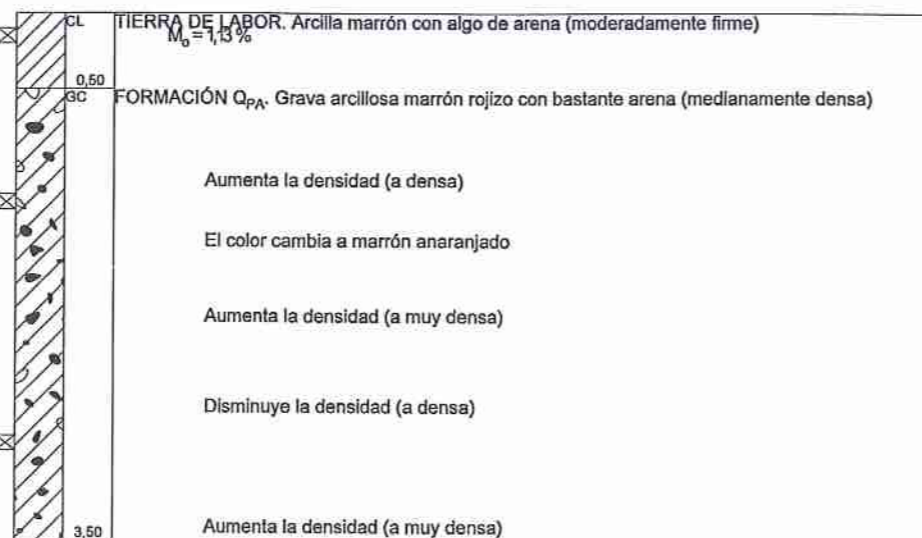 CL TIERRA DE LABOR. Arcilla marrón con algo de arena (moderadamente firme)
Mo = 1,13 %
0,50
GC FORMACIÓN QPA. Grava arcillosa marrón rojizo con bastante arena (medianamente densa)
Aumenta la densidad (a densa)
El color cambia a marrón anaranjado
Aumenta la densidad (a muy densa)
Disminuye la densidad (a densa)
3,50 Aumenta la densidad (a muy densa)